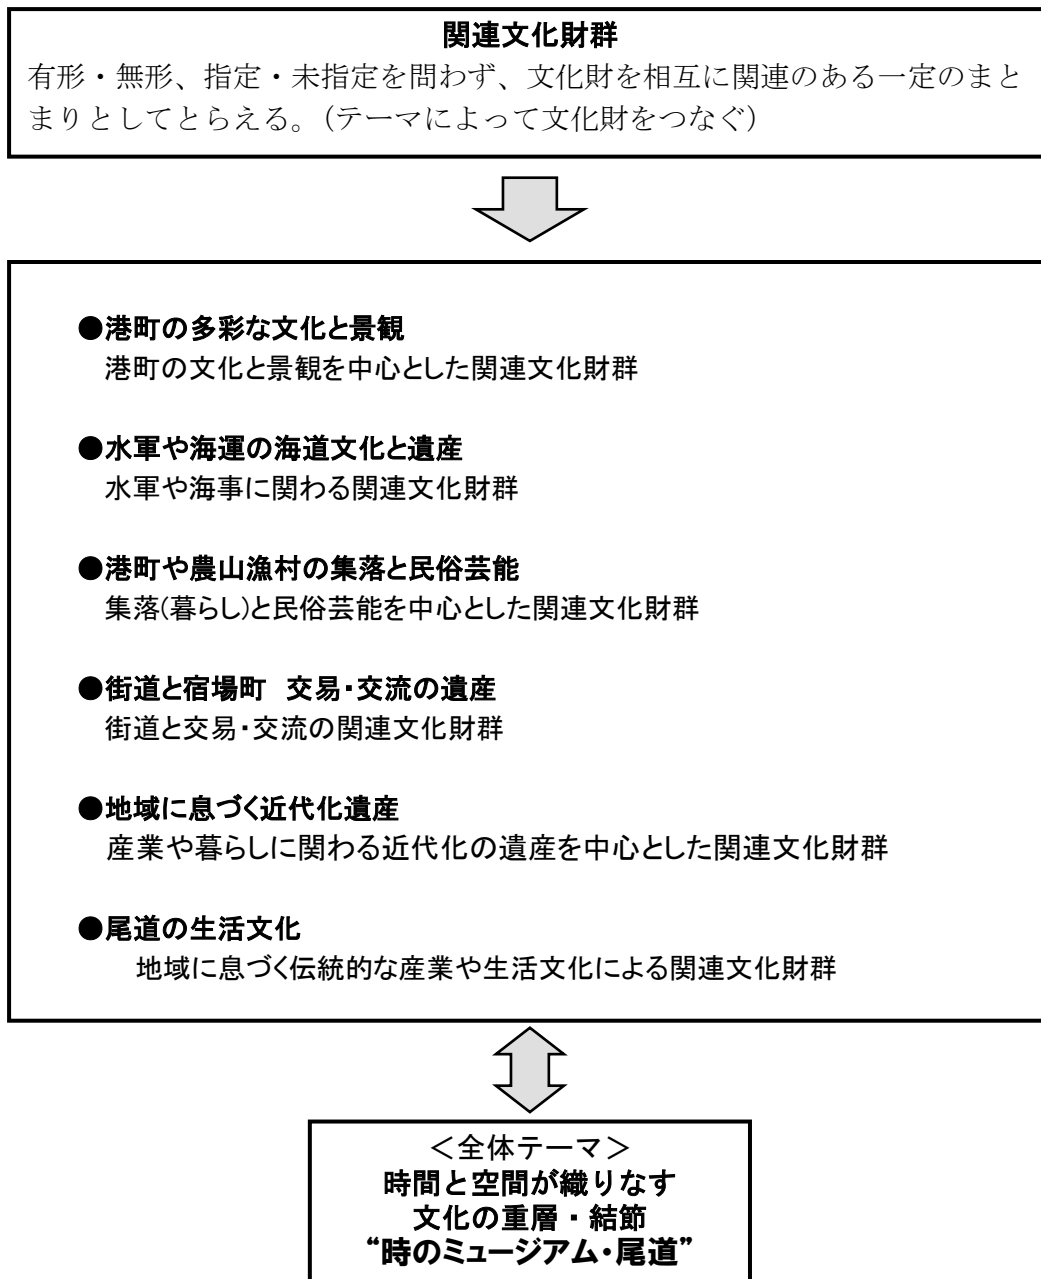 関連文化財群
有形・無形、指定・未指定を問わず、文化財を相互に関連のある一定のまと
まりとしてとらえる。（テーマによって文化財をつなぐ）
●港町の多彩な文化と景観
港町の文化と景観を中心とした関連文化財群
●水軍や海運の海道文化と遺産
水軍や海事に関わる関連文化財群
●港町や農山漁村の集落と民俗芸能
集落(暮らし)と民俗芸能を中心とした関連文化財群
●街道と宿場町　交易・交流の遺産
街道と交易・交流の関連文化財群
●地域に息づく近代化遺産
産業や暮らしに関わる近代化の遺産を中心とした関連文化財群
●尾道の生活文化
地域に息づく伝統的な産業や生活文化による関連文化財群
＜全体テーマ＞
時間と空間が織りなす
文化の重層・結節
“時のミュージアム・尾道”